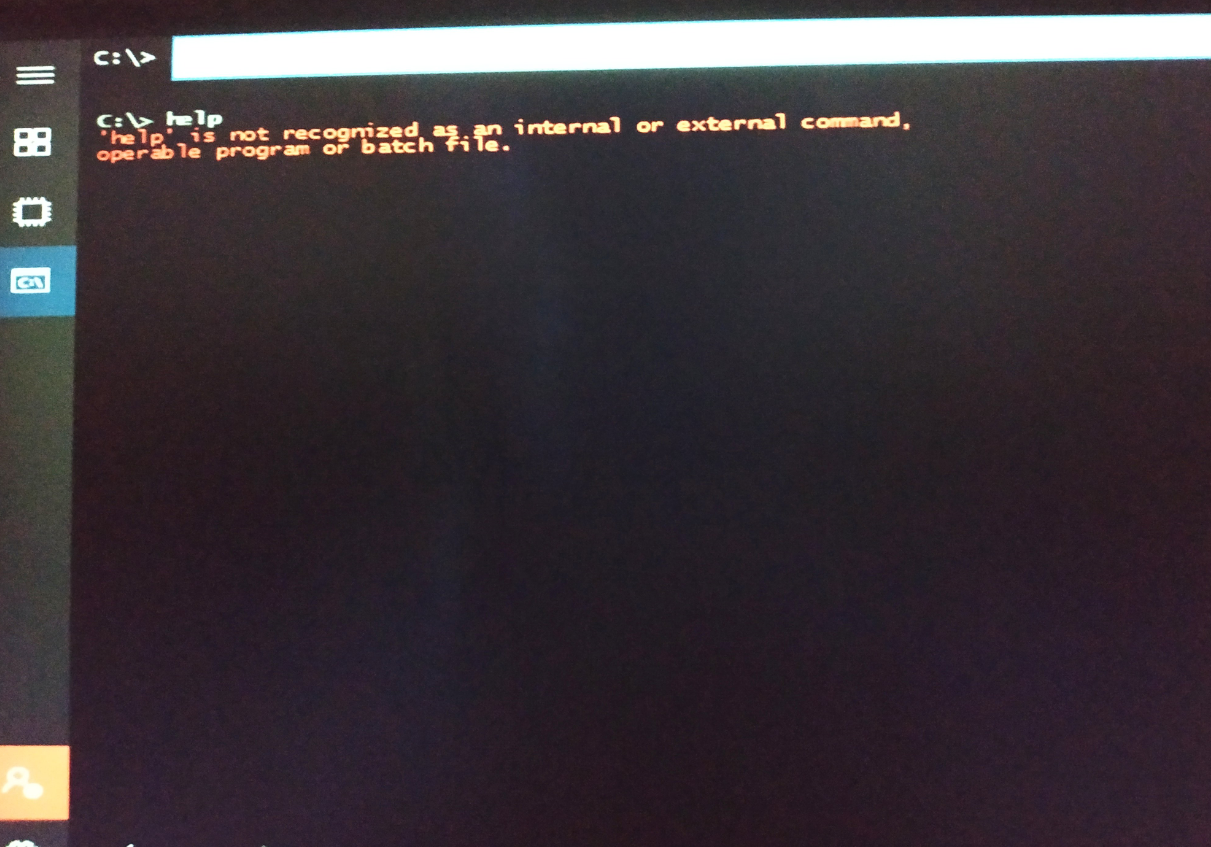 C:\>
C:\> help
'help' is not recognized as an internal or external command,
operable program or batch file.
C:\